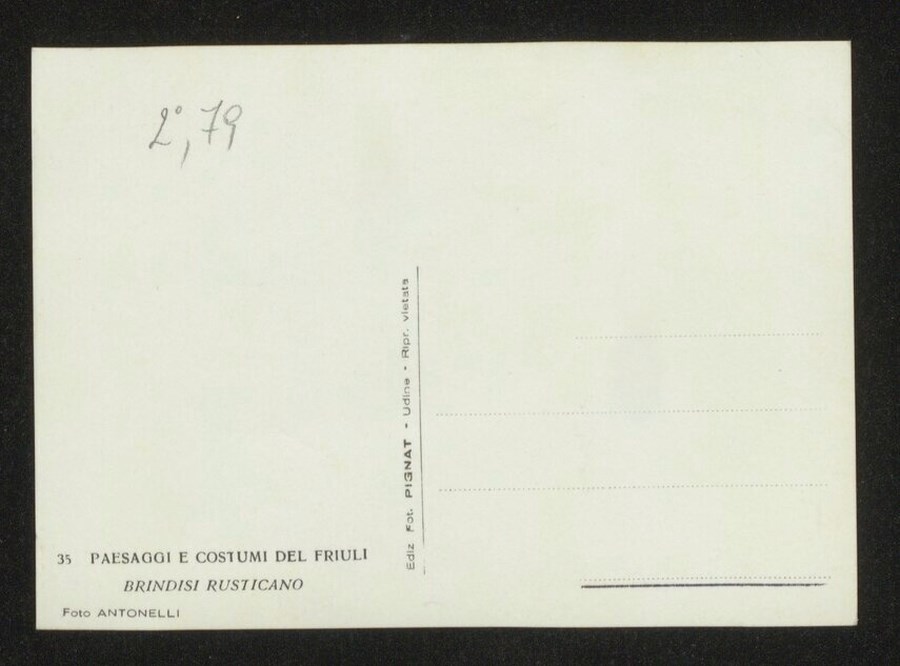 2°, 79
Ediz Fot. PIGNAT - Udine - Ripr. vietata
35 PAESAGGI E COSTUMI DEL FRIULI
BRINDISI RUSTICANO
Foto ANTONELLI